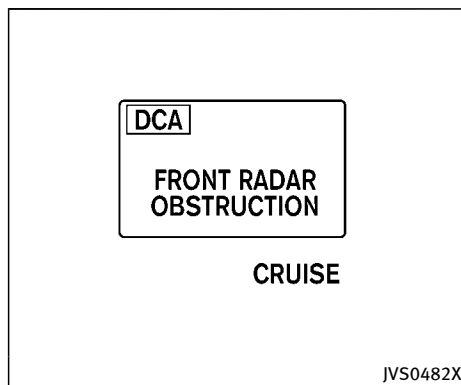 DCA
FRONT RADAR
OBSTRUCTION
CRUISE
JVS0482X